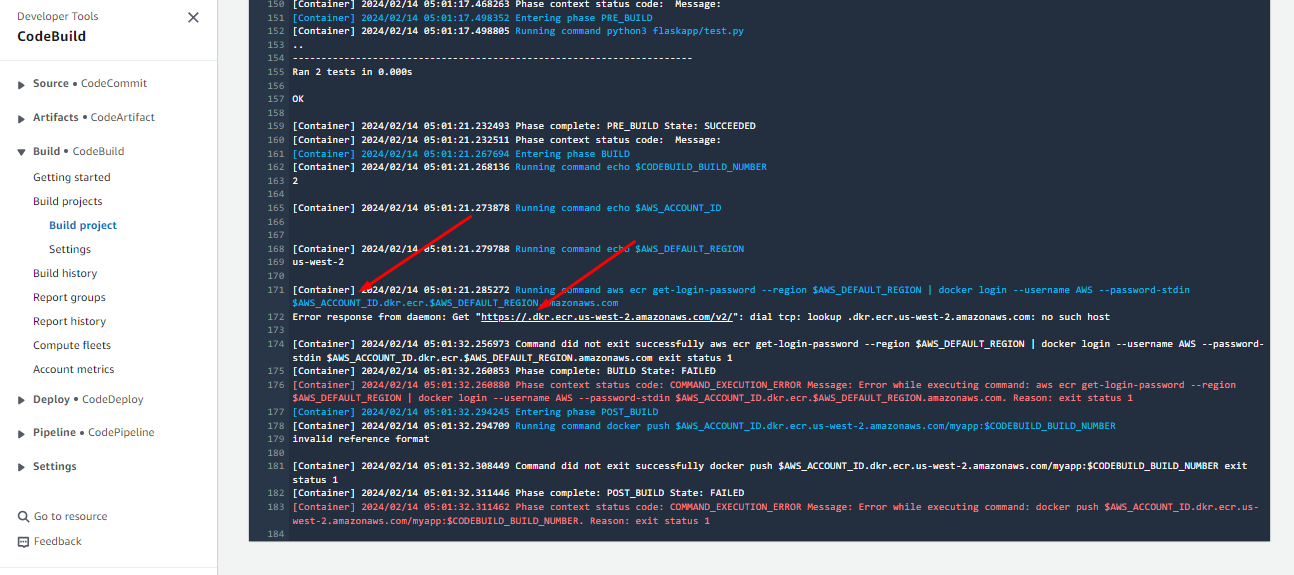 Developer Tools
CodeBuild
Source • CodeCommit
Artifacts • CodeArtifact
Build • CodeBuild
Getting started
Build projects
Build project
Settings
Build history
Report groups
Report history
Compute fleets
Account metrics
Deploy • CodeDeploy
Pipeline • CodePipeline
Settings
Go to resource
Feedback
150 [Container] 2024/02/14 05:01:17.468263 Phase context status code:  Message:
151 [Container] 2024/02/14 05:01:17.498352 Entering phase PRE_BUILD
152 [Container] 2024/02/14 05:01:17.498805 Running command python3 flaskapp/test.py
153 ..
154 ----------------------------------------------------------------------
155 Ran 2 tests in 0.000s
156
157 OK
158
159 [Container] 2024/02/14 05:01:21.232493 Phase complete: PRE_BUILD State: SUCCEEDED
160 [Container] 2024/02/14 05:01:21.232511 Phase context status code:  Message:
161 [Container] 2024/02/14 05:01:21.267694 Entering phase BUILD
162 [Container] 2024/02/14 05:01:21.268136 Running command echo $CODEBUILD_BUILD_NUMBER
163 2
164
165 [Container] 2024/02/14 05:01:21.273878 Running command echo $AWS_ACCOUNT_ID
166
167
168 [Container] 2024/02/14 05:01:21.279788 Running command echo $AWS_DEFAULT_REGION
169 us-west-2
170
171 [Container] 2024/02/14 05:01:21.285272 Running command aws ecr get-login-password --region $AWS_DEFAULT_REGION | docker login --username AWS --password-stdin
$AWS_ACCOUNT_ID.dkr.ecr.$AWS_DEFAULT_REGION.amazonaws.com
172 Error response from daemon: Get "https://.dkr.ecr.us-west-2.amazonaws.com/v2/": dial tcp: lookup .dkr.ecr.us-west-2.amazonaws.com: no such host
173
174 [Container] 2024/02/14 05:01:32.256973 Command did not exit successfully aws ecr get-login-password --region $AWS_DEFAULT_REGION | docker login --username AWS --password-
stdin $AWS_ACCOUNT_ID.dkr.ecr.$AWS_DEFAULT_REGION.amazonaws.com exit status 1
175 [Container] 2024/02/14 05:01:32.260853 Phase complete: BUILD State: FAILED
176 [Container] 2024/02/14 05:01:32.260880 Phase context status code: COMMAND_EXECUTION_ERROR Message: Error while executing command: aws ecr get-login-password --region
$AWS_DEFAULT_REGION | docker login --username AWS --password-stdin $AWS_ACCOUNT_ID.dkr.ecr.$AWS_DEFAULT_REGION.amazonaws.com. Reason: exit status 1
177 [Container] 2024/02/14 05:01:32.294245 Entering phase POST_BUILD
178 [Container] 2024/02/14 05:01:32.294709 Running command docker push $AWS_ACCOUNT_ID.dkr.ecr.us-west-2.amazonaws.com/myapp:$CODEBUILD_BUILD_NUMBER
179 invalid reference format
180
181 [Container] 2024/02/14 05:01:32.308449 Command did not exit successfully docker push $AWS_ACCOUNT_ID.dkr.ecr.us-west-2.amazonaws.com/myapp:$CODEBUILD_BUILD_NUMBER exit
status 1
182 [Container] 2024/02/14 05:01:32.311446 Phase complete: POST_BUILD State: FAILED
183 [Container] 2024/02/14 05:01:32.311462 Phase context status code: COMMAND_EXECUTION_ERROR Message: Error while executing command: docker push $AWS_ACCOUNT_ID.dkr.ecr.us-
west-2.amazonaws.com/myapp:$CODEBUILD_BUILD_NUMBER. Reason: exit status 1
184